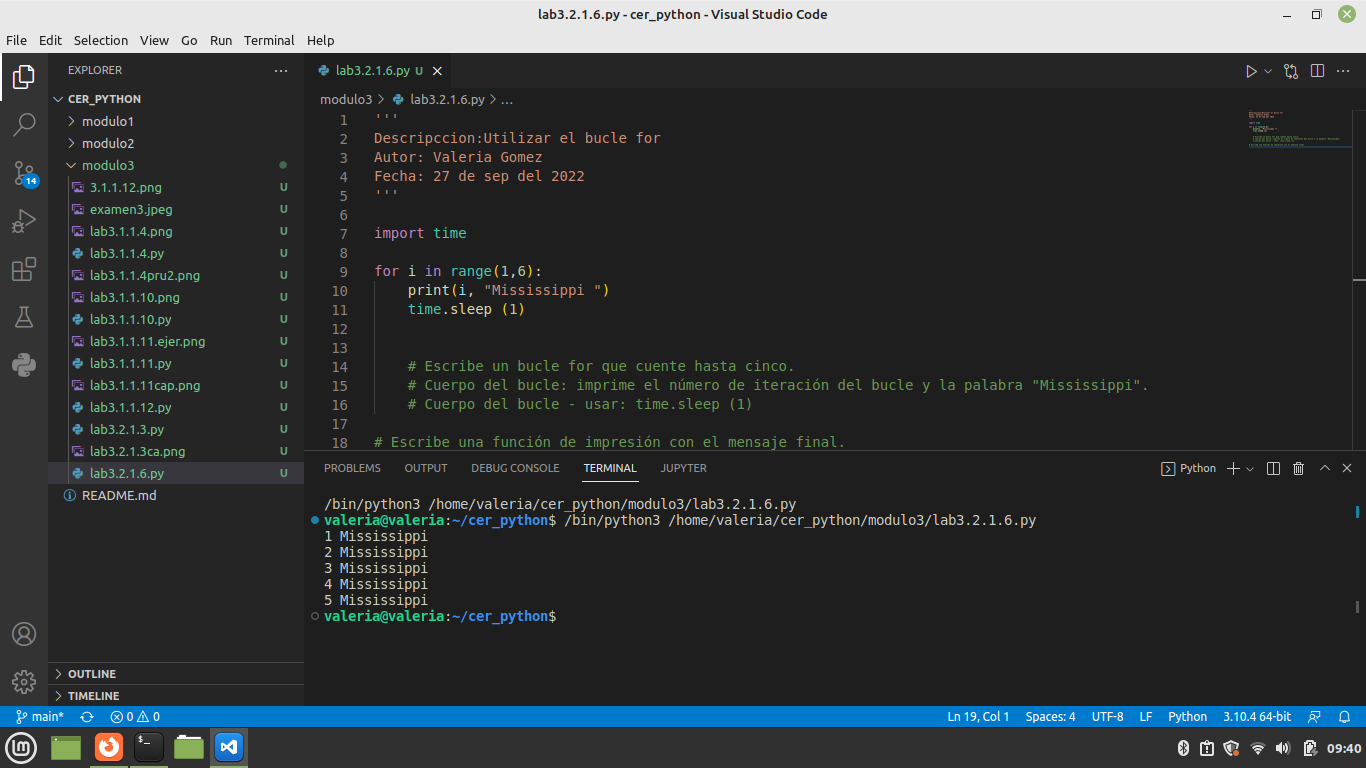 lab3.2.1.6.py - cer_python - Visual Studio Code
File Edit Selection View Go Run Terminal Help
EXPLORER
CER_PYTHON
modulo1
modulo2
modulo3
3.1.1.12.png U
examen3.jpeg U
lab3.1.1.4.png U
lab3.1.1.4.py U
lab3.1.1.4pru2.png U
lab3.1.1.10.png U
lab3.1.1.10.py U
lab3.1.1.11.ejer.png U
lab3.1.1.11.py U
lab3.1.1.11cap.png U
lab3.1.1.12.py U
lab3.2.1.3.py U
lab3.2.1.3ca.png U
lab3.2.1.6.py U
README.md
OUTLINE
TIMELINE
14
lab3.2.1.6.py U
modulo3 > lab3.2.1.6.py > ...
1 '''
2 Descripccion:Utilizar el bucle for
3 Autor: Valeria Gomez
4 Fecha: 27 de sep del 2022
5 '''
6
7 import time
8
9 for i in range(1,6):
10 print(i, "Mississippi ")
11 time.sleep (1)
12
13
14 # Escribe un bucle for que cuente hasta cinco.
15 # Cuerpo del bucle: imprime el número de iteración del bucle y la palabra "Mississippi".
16 # Cuerpo del bucle - usar: time.sleep (1)
17
18 # Escribe una función de impresión con el mensaje final.
PROBLEMS OUTPUT DEBUG CONSOLE TERMINAL JUPYTER
Python
/bin/python3 /home/valeria/cer_python/modulo3/lab3.2.1.6.py
valeria@valeria:~/cer_python$ /bin/python3 /home/valeria/cer_python/modulo3/lab3.2.1.6.py
1 Mississippi
2 Mississippi
3 Mississippi
4 Mississippi
5 Mississippi
valeria@valeria:~/cer_python$
main* 0 0 Ln 19, Col 1 Spaces: 4 UTF-8 LF Python 3.10.4 64-bit
09:40